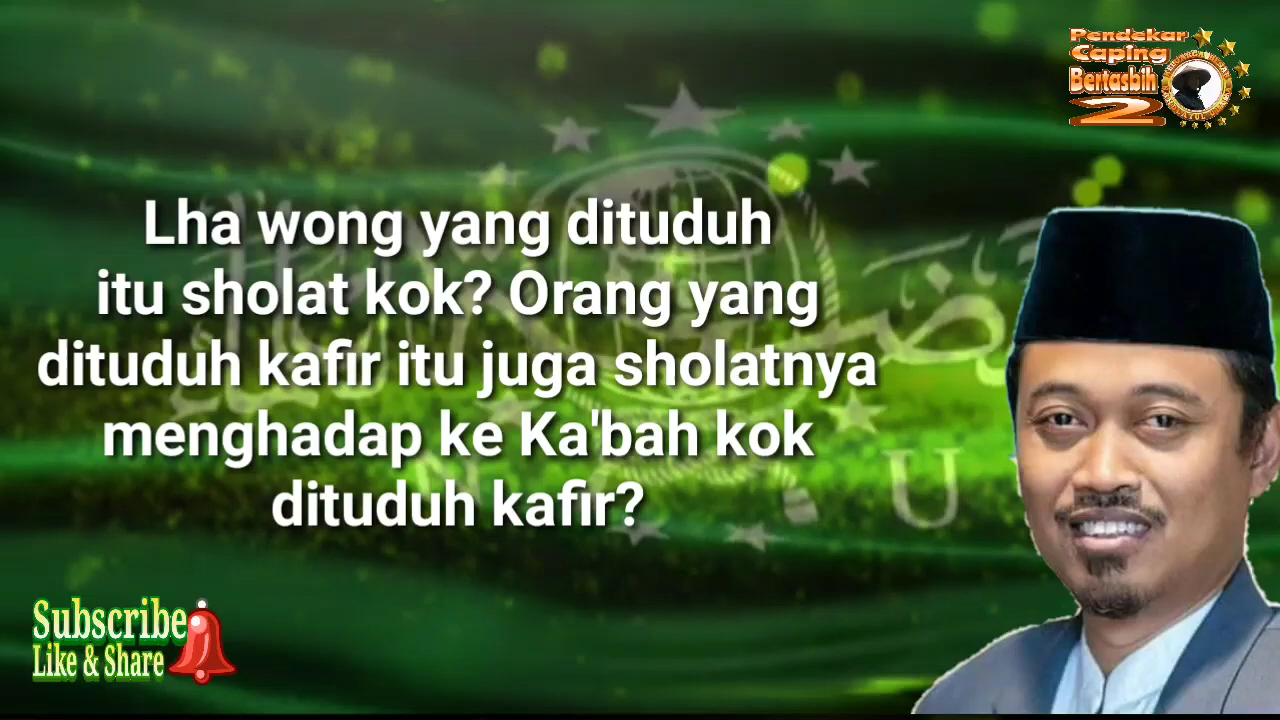 Pendekar
Caping
Bertasbih
2
Lha wong yang dituduh
itu sholat kok? Orang yang
dituduh kafir itu juga sholatnya
menghadap ke Ka'bah kok
dituduh kafir?
U
Subscribe
Like & Share